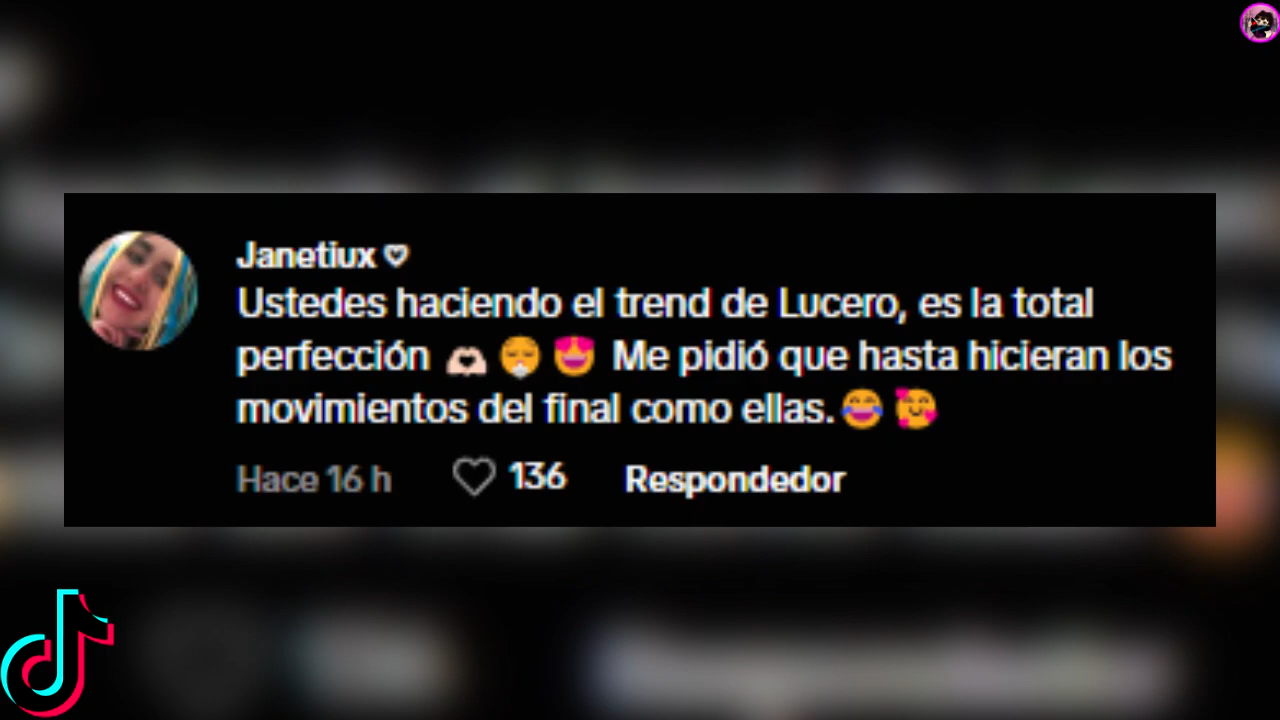 Janetiux 🤍
Ustedes haciendo el trend de Lucero, es la total
perfección 🫶🏻 😮‍💨 😍 Me pidió que hasta hicieran los
movimientos del final como ellas. 😂 🥰
Hace 16 h 136 Respondedor